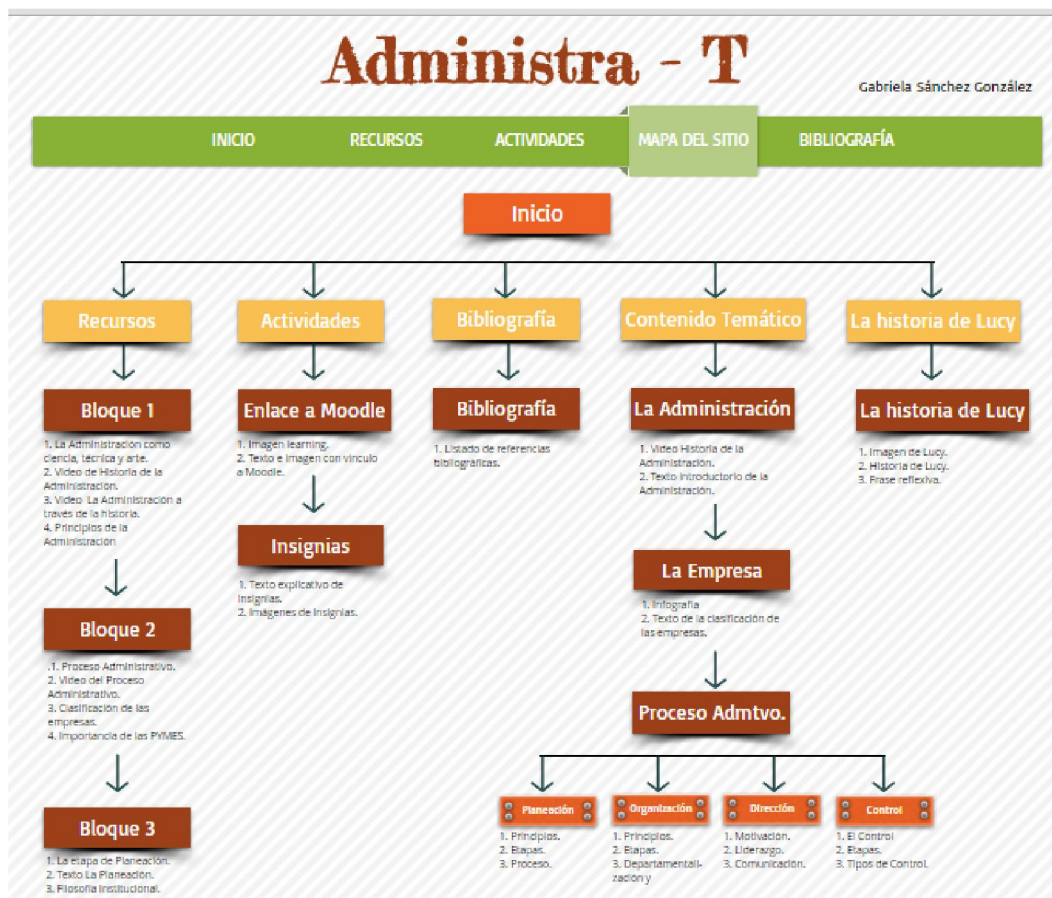 Administra - T
Gabriela Sánchez González
INICIO
RECURSOS
ACTIVIDADES
MAPA DEL SITIO
BIBLIOGRAFÍA
Inicio
Recursos
Bloque 1
1. La Administración como
ciencia, técnica y arte.
2. Video de Historia de la
Administración.
3. Video La Administración a
través de la historia.
4. Principios de la
Administración
Bloque 2
.1. Proceso Administrativo.
2. Video del Proceso
Administrativo.
3. Clasificación de las
empresas.
4. Importancia de las PYMES.
Bloque 3
1. La etapa de Planeación.
2. Texto La Planeación.
3. Filosofía Institucional.
Actividades
Enlace a Moodle
1. Imagen learning.
2. Texto e imagen con vínculo
a Moodle.
Insignias
1. Texto explicativo de
Insignias.
2. Imágenes de Insignias.
Bibliografía
Bibliografía
1. Listado de referencias
bibliográficas.
Contenido Temático
La Administración
1. Video Historia de la
Administración.
2. Texto Introductorio de la
Administración.
La Empresa
1. Infografia
2. Texto de la clasificación de
las empresas.
Proceso Admtvo.
Planeación
1. Principios.
2. Etapas.
3. Proceso.
Organización
1. Principios.
2. Etapas.
3. Departamentali-
zación y
Dirección
1. Motivación.
2. Liderazgo.
3. Comunicación.
Control
1. El Control
2. Etapas.
3. Tipos de Control.
La historia de Lucy
La historia de Lucy
1. Imagen de Lucy.
2. Historia de Lucy.
3. Frase reflexiva.